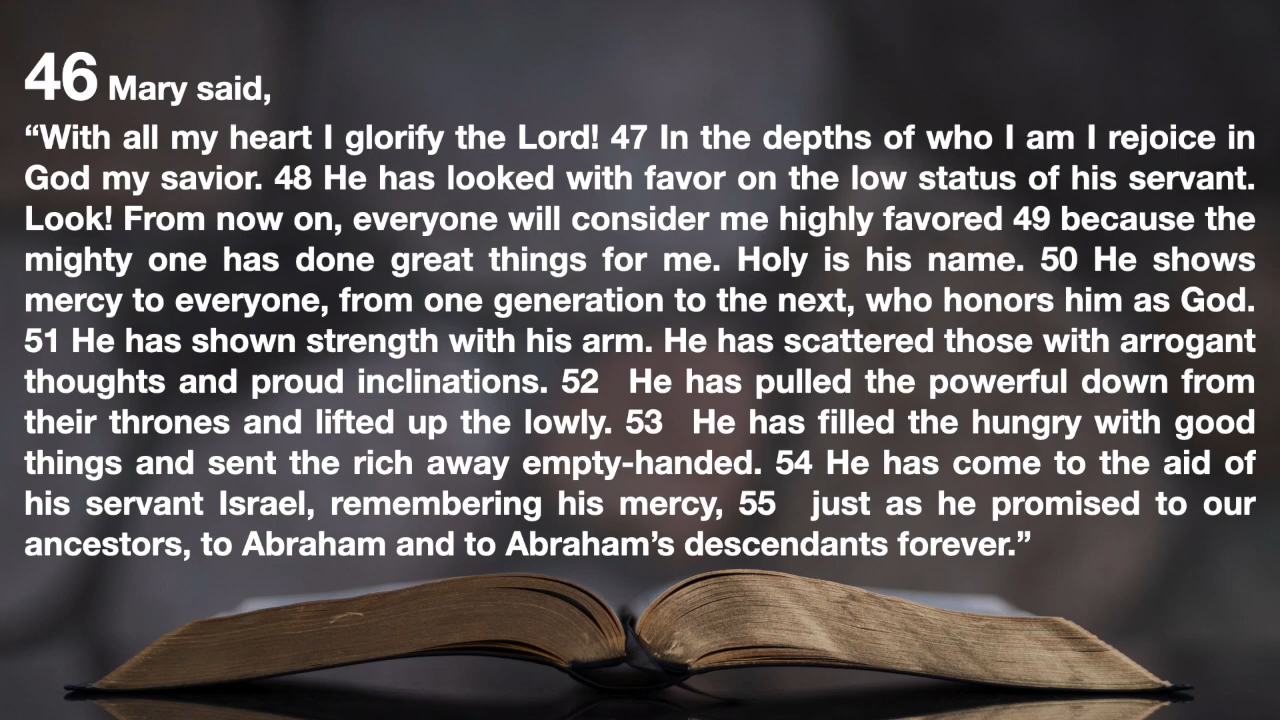 46 Mary said,
“With all my heart I glorify the Lord! 47 In the depths of who I am I rejoice in
God my savior. 48 He has looked with favor on the low status of his servant.
Look! From now on, everyone will consider me highly favored 49 because the
mighty one has done great things for me. Holy is his name. 50 He shows
mercy to everyone, from one generation to the next, who honors him as God.
51 He has shown strength with his arm. He has scattered those with arrogant
thoughts and proud inclinations. 52 He has pulled the powerful down from
their thrones and lifted up the lowly. 53 He has filled the hungry with good
things and sent the rich away empty-handed. 54 He has come to the aid of
his servant Israel, remembering his mercy, 55 just as he promised to our
ancestors, to Abraham and to Abraham’s descendants forever.”